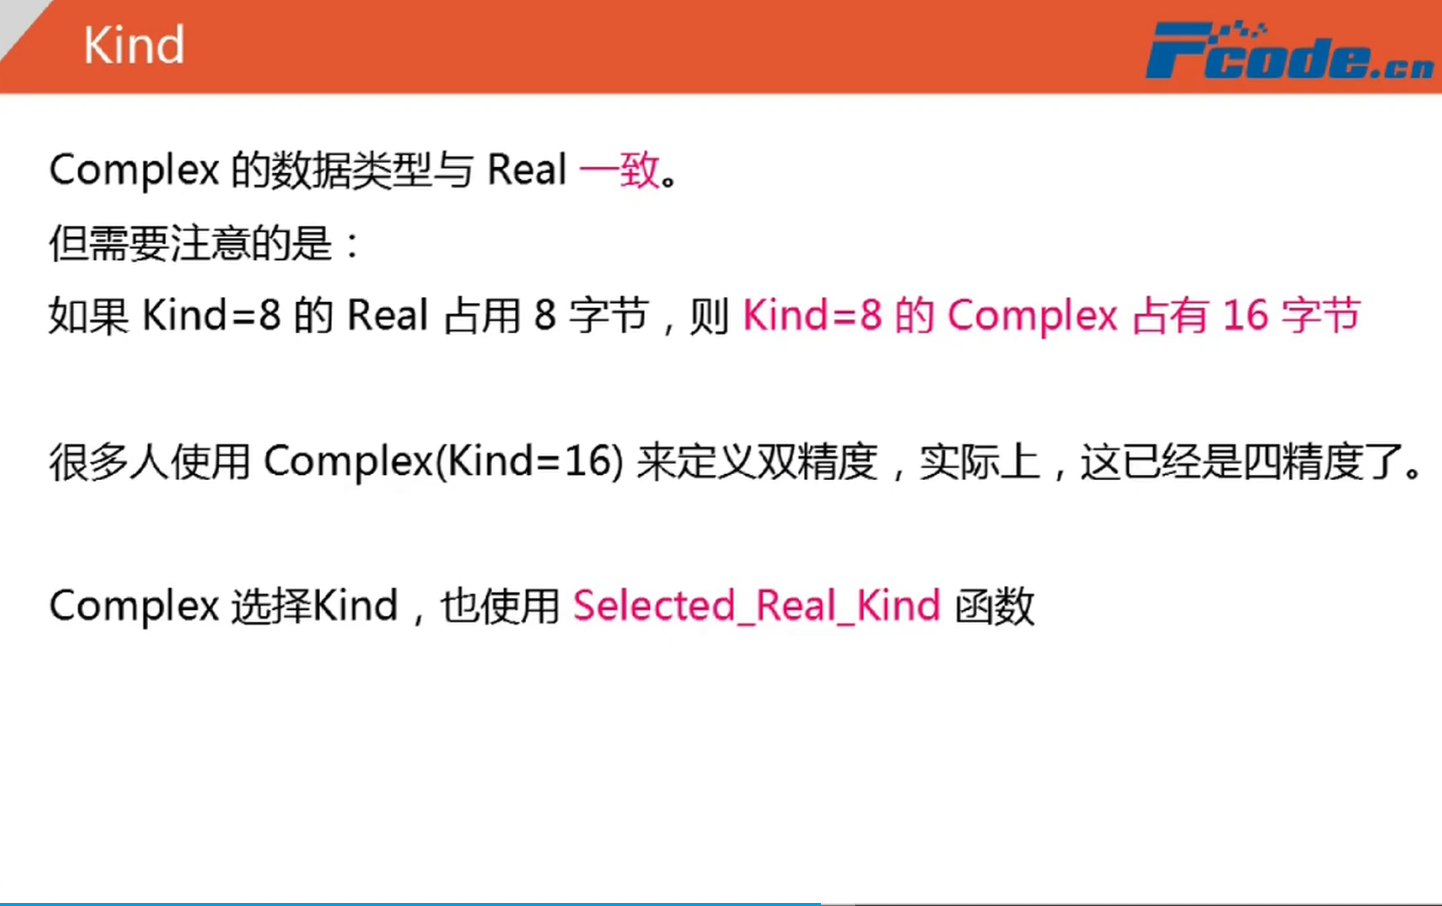 Kind
Fcode.cn
Complex 的数据类型与 Real 一致。
但需要注意的是：
如果 Kind=8 的 Real 占用 8 字节，则 Kind=8 的 Complex 占有 16 字节
很多人使用 Complex(Kind=16) 来定义双精度，实际上，这已经是四精度了。
Complex 选择Kind，也使用 Selected_Real_Kind 函数